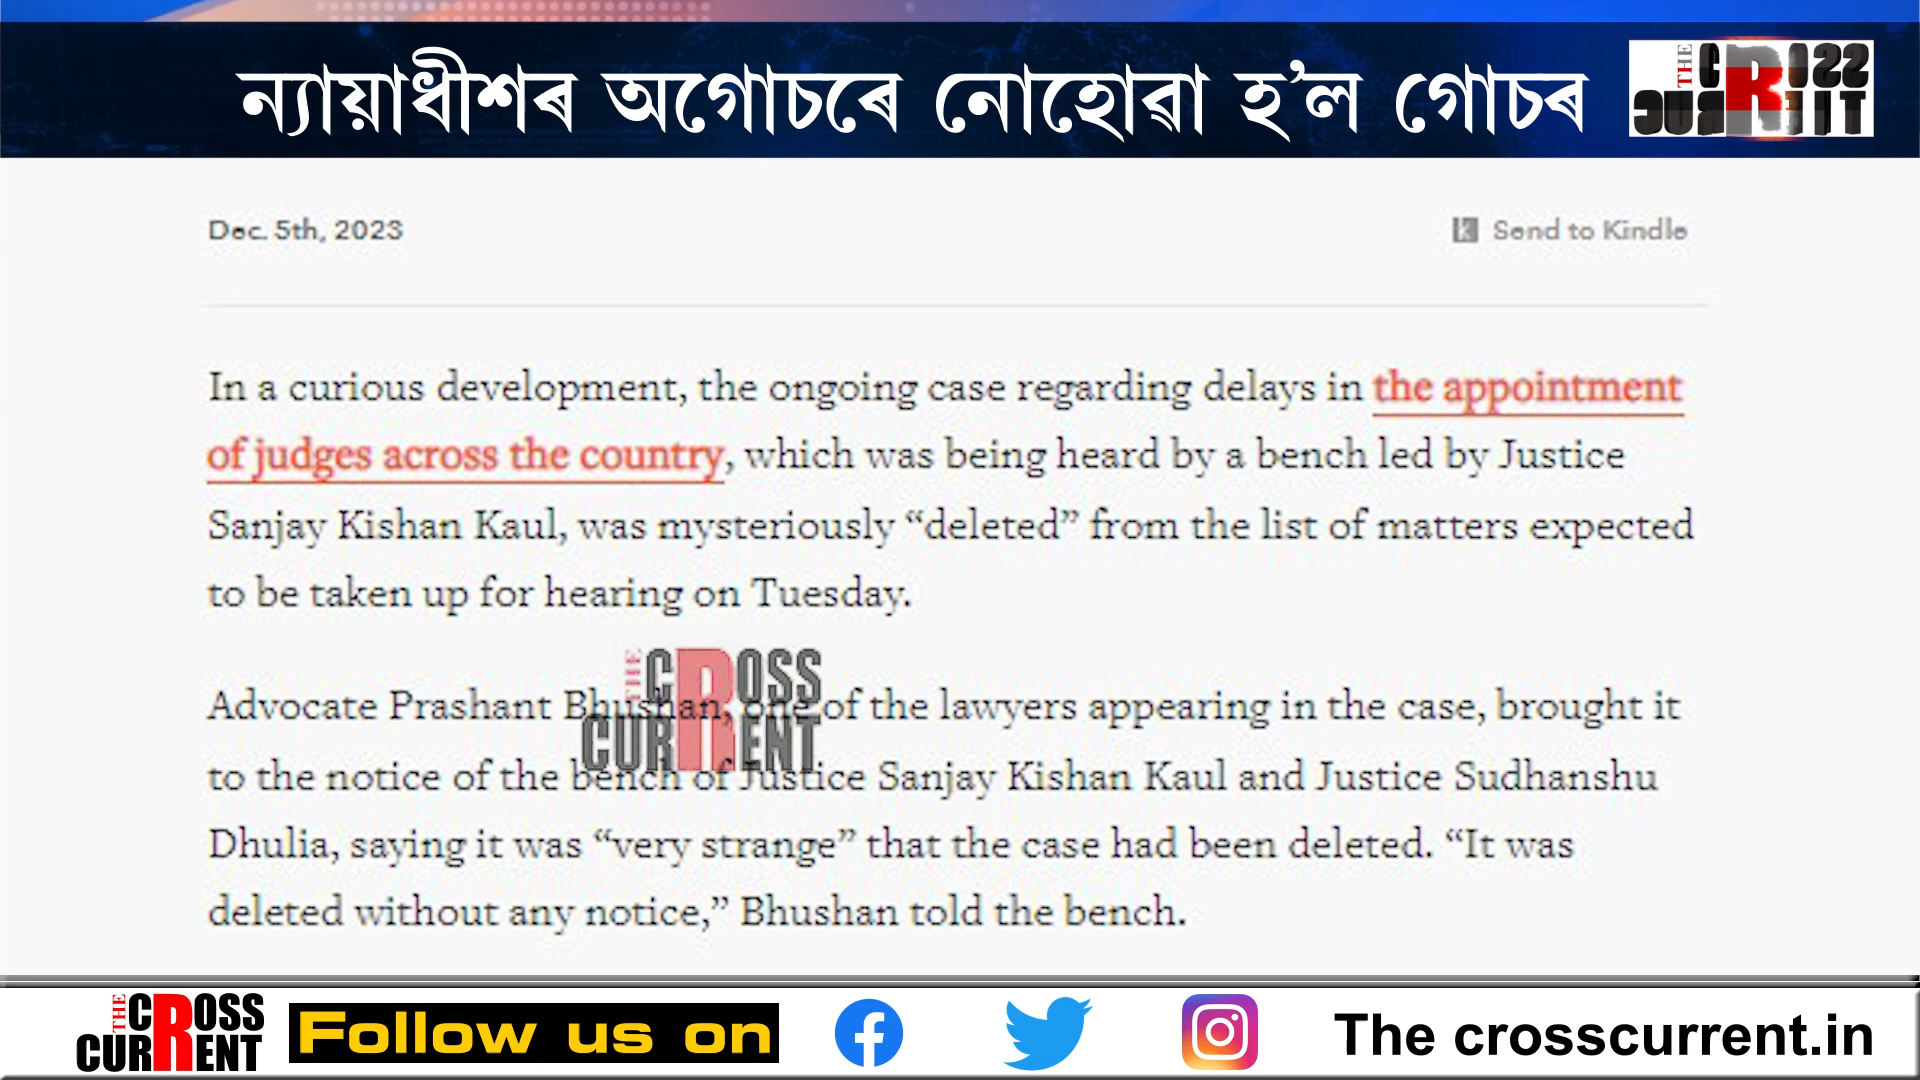 ন্যায়াধীশৰ অগোচৰে নোহোৱা হ’ল গোচৰ
THE CROSS
CURRENT
Dec. 5th, 2023
Send to Kindle
In a curious development, the ongoing case regarding delays in the appointment
of judges across the country, which was being heard by a bench led by Justice
Sanjay Kishan Kaul, was mysteriously “deleted” from the list of matters expected
to be taken up for hearing on Tuesday.
THE CROSS
CURRENT
Advocate Prashant Bhushan, one of the lawyers appearing in the case, brought it
to the notice of the bench of Justice Sanjay Kishan Kaul and Justice Sudhanshu
Dhulia, saying it was “very strange” that the case had been deleted. “It was
deleted without any notice,” Bhushan told the bench.
THE CROSS
CURRENT
Follow us on
The crosscurrent.in